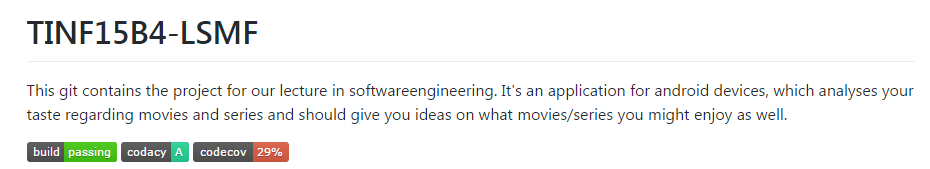 TINF15B4-LSMF
This git contains the project for our lecture in softwareengineering. It's an application for android devices, which analyses your
taste regarding movies and series and should give you ideas on what movies/series you might enjoy as well.
build passing codacy A codecov 29%